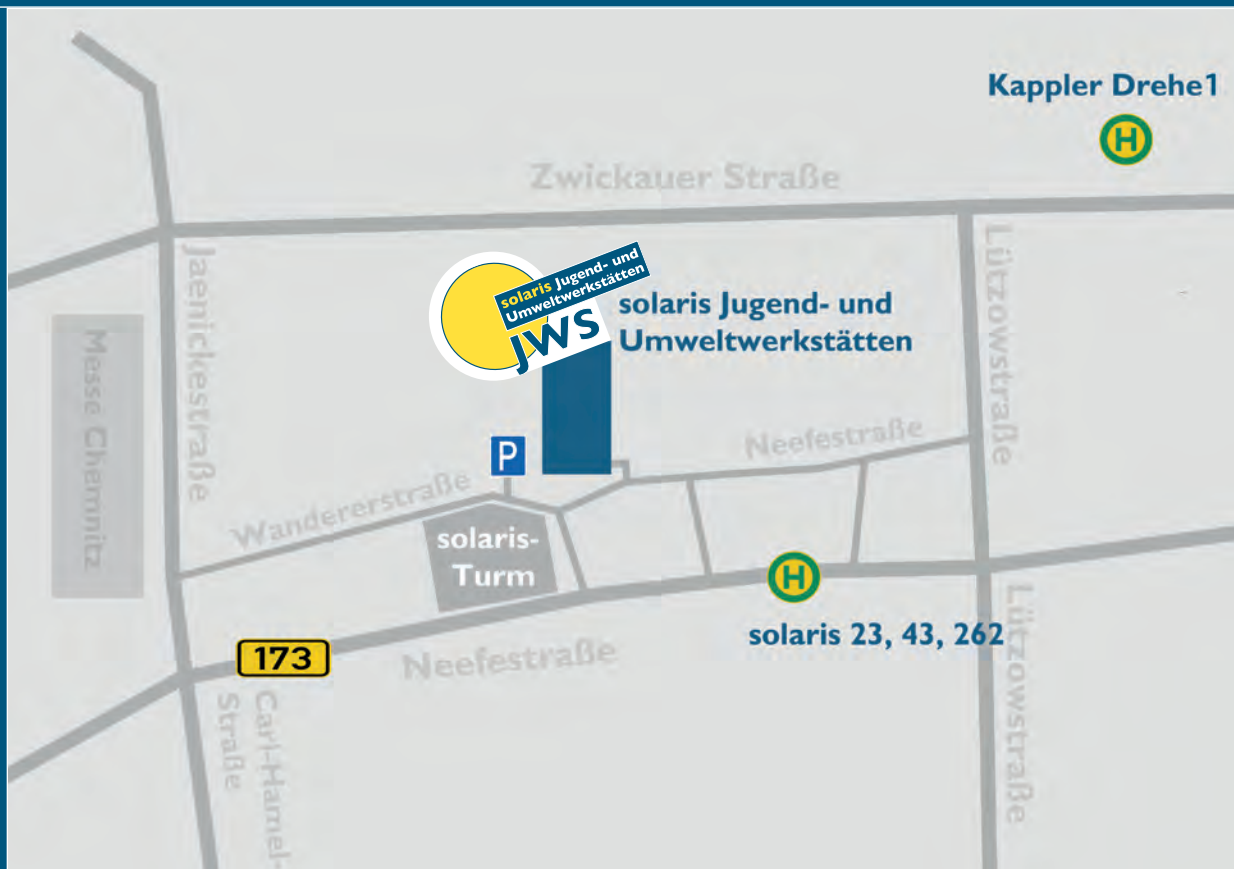 Kappler Drehe1
H
Zwickauer Straße
Jaenickestraße
Lützowstraße
solaris Jugend- und
Umweltwerkstätten
JWS
solaris Jugend- und
Umweltwerkstätten
Messe Chemnitz
P
Neefestraße
Wandererstraße
solaris-
Turm
H
solaris 23, 43, 262
173
Neefestraße
Lützowstraße
Carl-Hamel-
Straße